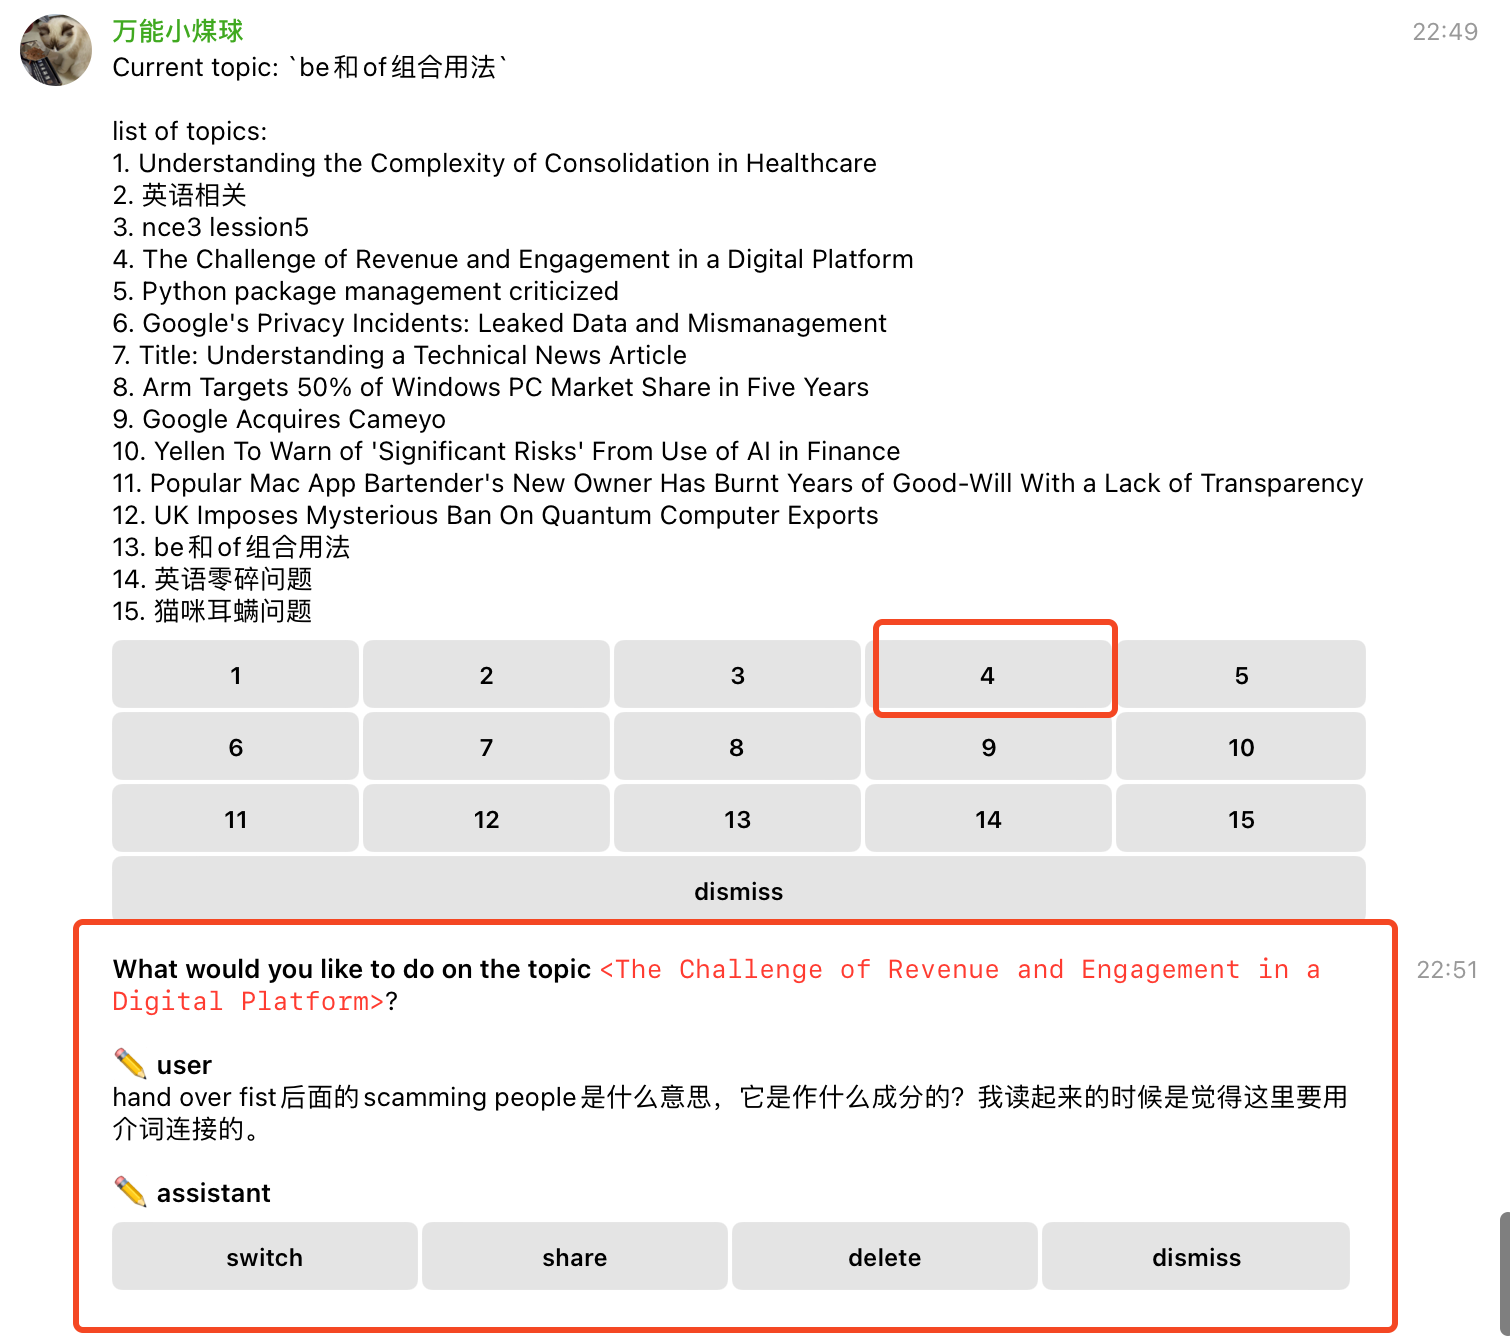 万能小煤球
22:49
Current topic: `be和of组合用法`
list of topics:
1. Understanding the Complexity of Consolidation in Healthcare
2. 英语相关
3. nce3 lession5
4. The Challenge of Revenue and Engagement in a Digital Platform
5. Python package management criticized
6. Google's Privacy Incidents: Leaked Data and Mismanagement
7. Title: Understanding a Technical News Article
8. Arm Targets 50% of Windows PC Market Share in Five Years
9. Google Acquires Cameyo
10. Yellen To Warn of 'Significant Risks' From Use of AI in Finance
11. Popular Mac App Bartender's New Owner Has Burnt Years of Good-Will With a Lack of Transparency
12. UK Imposes Mysterious Ban On Quantum Computer Exports
13. be和of组合用法
14. 英语零碎问题
15. 猫咪耳螨问题
1 2 3 4 5
6 7 8 9 10
11 12 13 14 15
dismiss
What would you like to do on the topic <The Challenge of Revenue and Engagement in a
22:51
Digital Platform>?
✏️ user
hand over fist后面的scamming people是什么意思，它是作什么成分的？我读起来的时候是觉得这里要用
介词连接的。
✏️ assistant
switch share delete dismiss